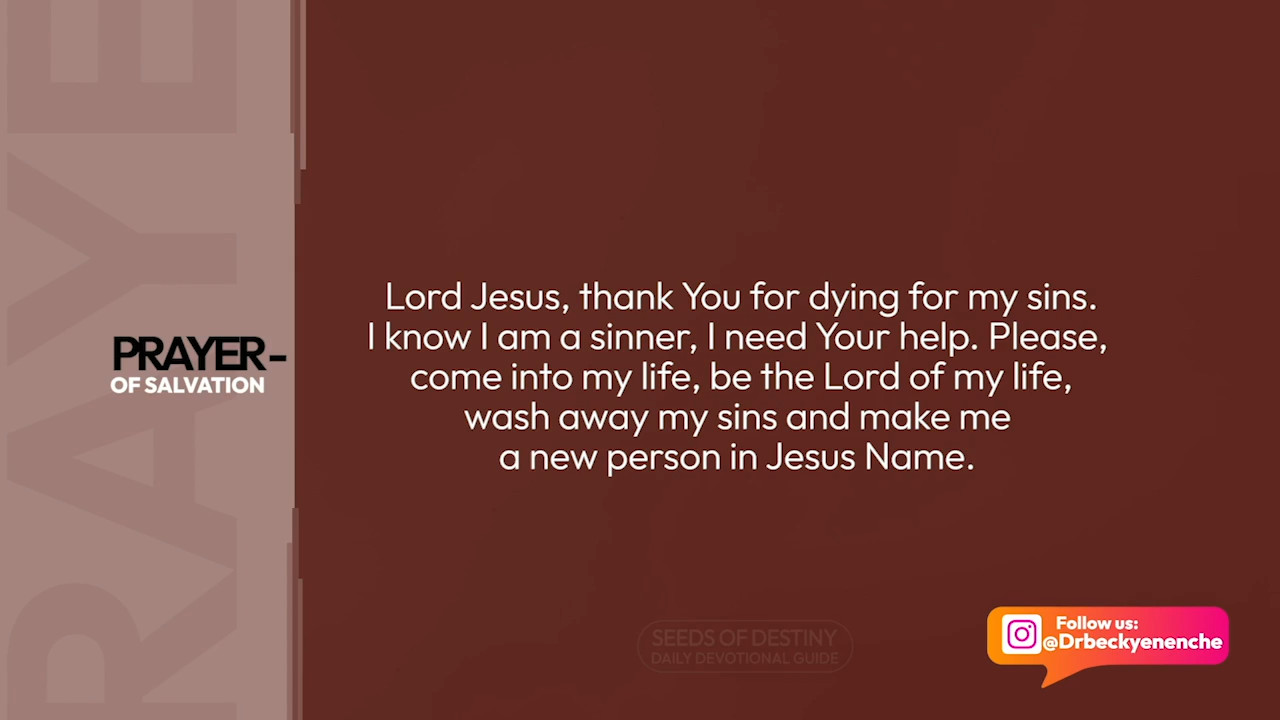 PRAYE
PRAYER-
OF SALVATION
Lord Jesus, thank You for dying for my sins.
I know I am a sinner, I need Your help. Please,
come into my life, be the Lord of my life,
wash away my sins and make me
a new person in Jesus Name.
SEEDS OF DESTINY
DAILY DEVOTIONAL GUIDE
Follow us:
@Drbeckyenenche